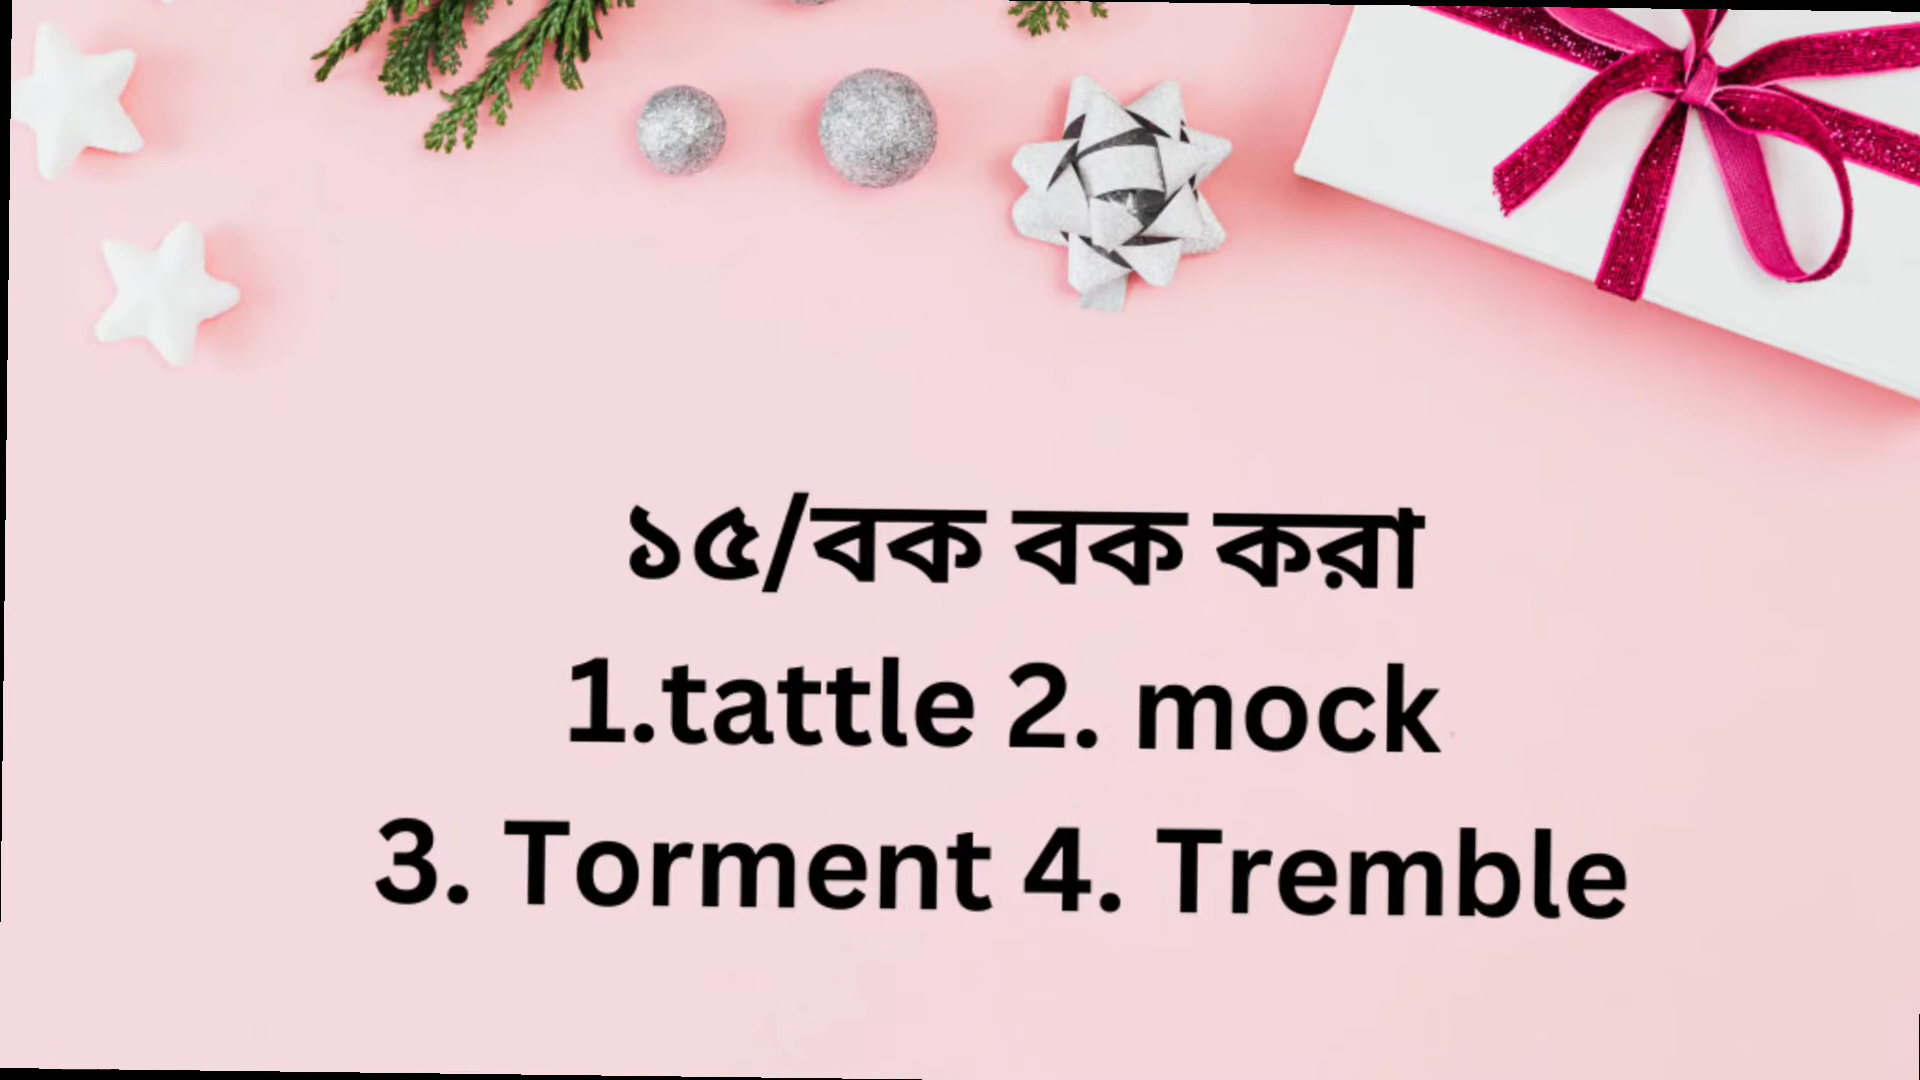 ১৫/বক বক করা
1.tattle 2. mock
3. Torment 4. Tremble